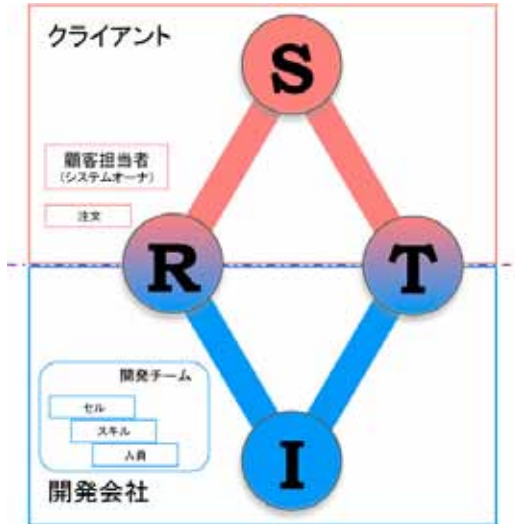 クライアント
S
顧客担当者
(システムオーナ)
注文
R
T
開発チーム
セル
スキル
人員
I
開発会社